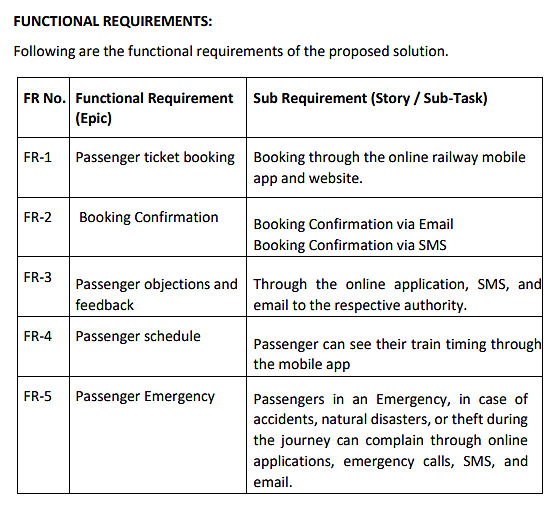 FUNCTIONAL REQUIREMENTS:
Following are the functional requirements of the proposed solution.
FR No. Functional Requirement (Epic) Sub Requirement (Story / Sub-Task)
FR-1 Passenger ticket booking Booking through the online railway mobile
app and website.
FR-2 Booking Confirmation Booking Confirmation via Email
Booking Confirmation via SMS
FR-3 Passenger objections and feedback Through the online application, SMS, and
email to the respective authority.
FR-4 Passenger schedule Passenger can see their train timing through
the mobile app
FR-5 Passenger Emergency Passengers in an Emergency, in case of
accidents, natural disasters, or theft during
the journey can complain through online
applications, emergency calls, SMS, and
email.